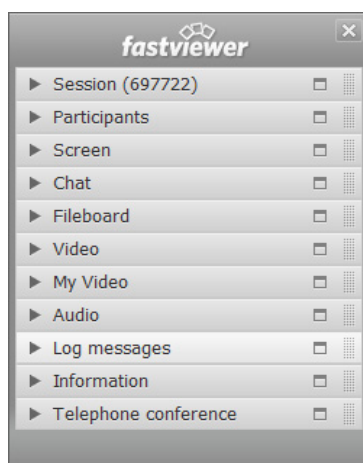 fastviewer
Session (697722)
Participants
Screen
Chat
Fileboard
Video
My Video
Audio
Log messages
Information
Telephone conference